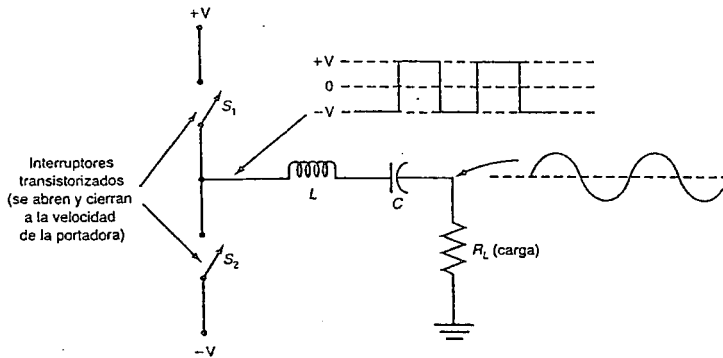 +V
S1
Interruptores
transistorizados
(se abren y cierran
a la velocidad
de la portadora)
S2
−V
+V
0
−V
L
C
RL (carga)